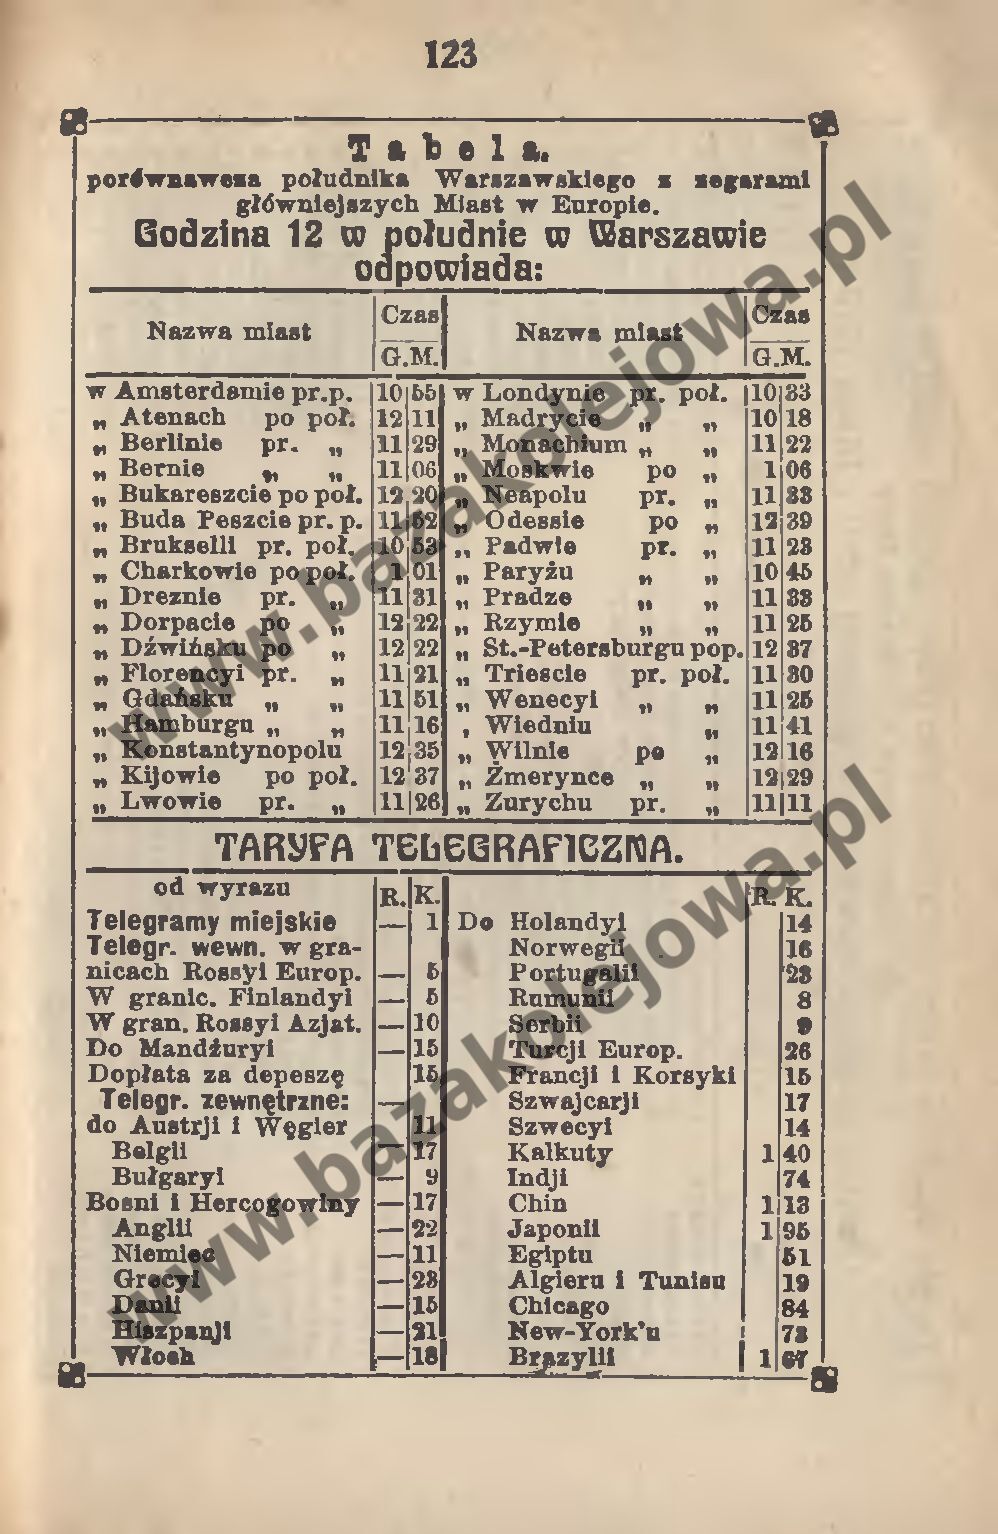 123
Tabela.
porównawcza południka Warszawskiego z zegarami
główniejszych Miast w Europie.
Godzina 12 w południe w Warszawie
odpowiada:
Nazwa miast Czas G.M. Nazwa miast Czas G.M.
w Amsterdamie pr.p. 10 55 w Londynie pr. poł. 10 33
„ Atenach po poł. 12 11 „ Madrycie „ „ 10 18
„ Berlinie pr. „ 11 29 „ Monachium „ „ 11 22
„ Bernie „ „ 11 06 „ Moskwie po „ 1 06
„ Bukareszcie po poł. 12 20 „ Neapolu pr. „ 11 33
„ Buda Peszcie pr. p. 11 52 „ Odessie po „ 12 39
„ Brukselli pr. poł. 10 53 „ Padwie pr. „ 11 23
„ Charkowie po poł. 1 01 „ Paryżu „ „ 10 45
„ Dreznie pr. „ 11 31 „ Pradze „ „ 11 33
„ Dorpacie po „ 12 22 „ Rzymie „ „ 11 25
„ Dźwińsku po „ 12 22 „ St.-Petersburgu pop. 12 37
„ Florencyi pr. „ 11 21 „ Triescie pr. poł. 11 30
„ Gdańsku „ „ 11 51 „ Wenecyi „ „ 11 25
„ Hamburgu „ „ 11 16 , Wiedniu „ 11 41
„ Konstantynopolu 12 35 „ Wilnie po „ 12 16
„ Kijowie po poł. 12 37 „ Żmerynce „ „ 12 29
„ Lwowie pr. „ 11 26 „ Zurychu pr. „ 11 11
TARYFA TELEGRAFICZNA.
od wyrazu R. K. R. K.
Telegramy miejskie — 1 Do Holandyi 14
Telegr. wewn. w gra- Norwegii 16
nicach Rossyi Europ. — 5 Portugalii 23
W granic. Finlandyi — 5 Rumunii 8
W gran. Rossyi Azjat. — 10 Serbii 9
Do Mandżuryi — 15 Turcji Europ. 26
Dopłata za depeszę 15 Francji i Korsyki 15
Telegr. zewnętrzne: — Szwajcarji 17
do Austrji i Węgier 11 Szwecyi 14
Belgii — 17 Kalkuty 1 40
Bułgaryi — 9 Indji 74
Bosni i Hercogowiny — 17 Chin 1 13
Anglii — 22 Japonii 1 95
Niemiec — 11 Egiptu 51
Grecyi — 23 Algieru i Tunisu 19
Danii — 15 Chicago 84
Hiszpanji — 21 New-York'u 73
Włoch — 18 Brazylii 1 67
www.bazakolejowa.pl
www.bazakolejowa.pl